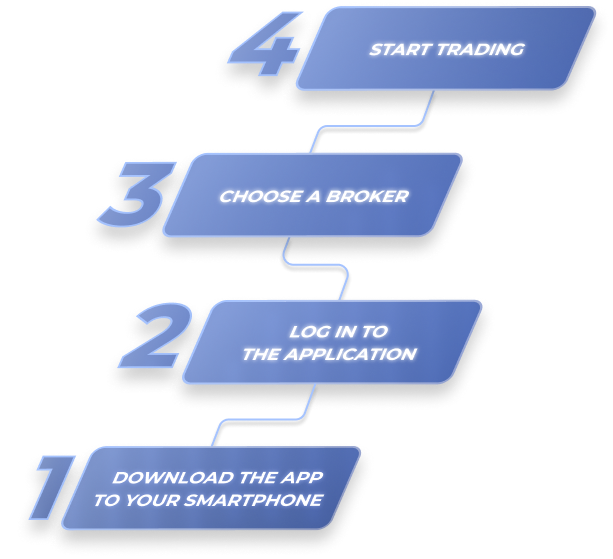 4
START TRADING
3
CHOOSE A BROKER
2
LOG IN TO
THE APPLICATION
1
DOWNLOAD THE APP
TO YOUR SMARTPHONE